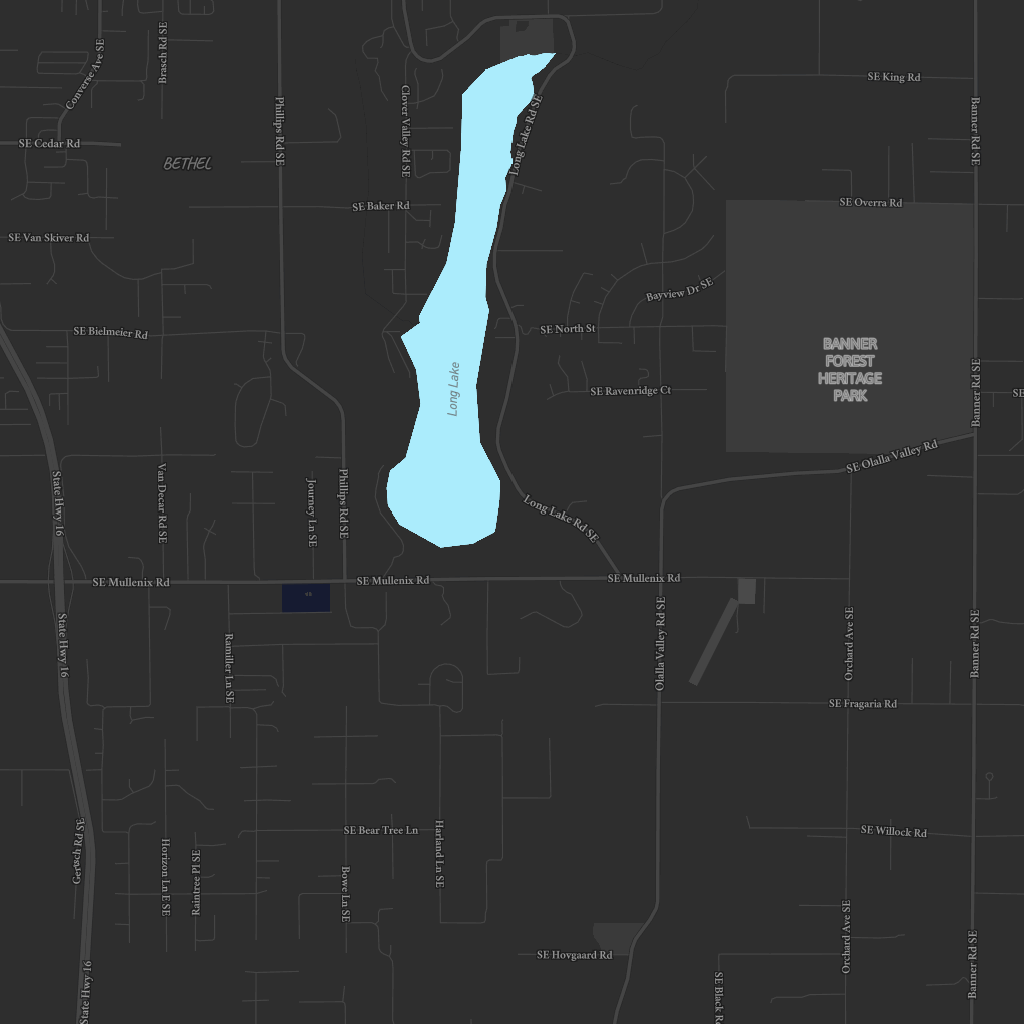 Brasch Rd SE
Converse Ave SE
SE King Rd
Clover Valley Rd SE
Phillips Rd SE
Long Lake Rd SE
Banner Rd SE
SE Cedar Rd
BETHEL
SE Baker Rd
SE Overra Rd
SE Van Skiver Rd
Bayview Dr SE
SE Bielmeier Rd
SE North St
BANNER
FOREST
HERITAGE
PARK
Long Lake
SE Ravenridge Ct
Banner Rd SE
SE
SE Olalla Valley Rd
State Hwy 16
Van Decar Rd SE
Journey Ln SE
Phillips Rd SE
Long Lake Rd SE
SE Mullenix Rd
SE Mullenix Rd
SE Mullenix Rd
State Hwy 16
Ramiller Ln SE
Olalla Valley Rd SE
Orchard Ave SE
Banner Rd SE
SE Fragaria Rd
Gertsch Rd SE
SE Bear Tree Ln
Harland Ln SE
SE Willock Rd
Horizon Ln E SE
Raintree Pl SE
Bowe Ln SE
Orchard Ave SE
Banner Rd SE
SE Hovgaard Rd
State Hwy 16
SE Black R